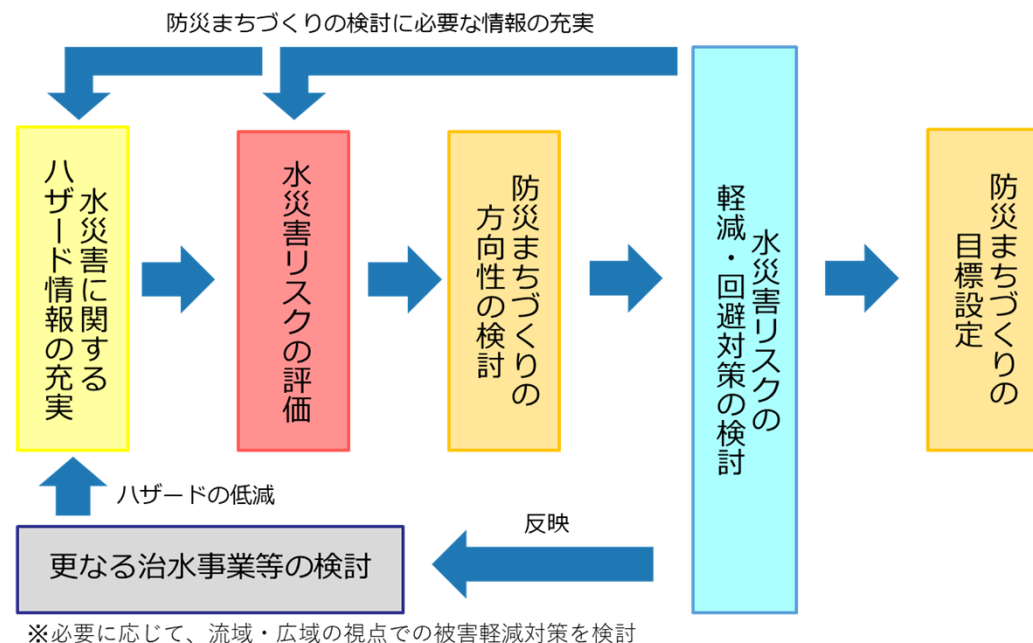 防災まちづくりの検討に必要な情報の充実
水災害に関する
ハザード情報の充実
水災害リスクの評価
防災まちづくりの
方向性の検討
水災害リスクの
軽減・回避対策の検討
防災まちづくりの
目標設定
ハザードの低減
反映
更なる治水事業等の検討
※必要に応じて、流域・広域の視点での被害軽減対策を検討